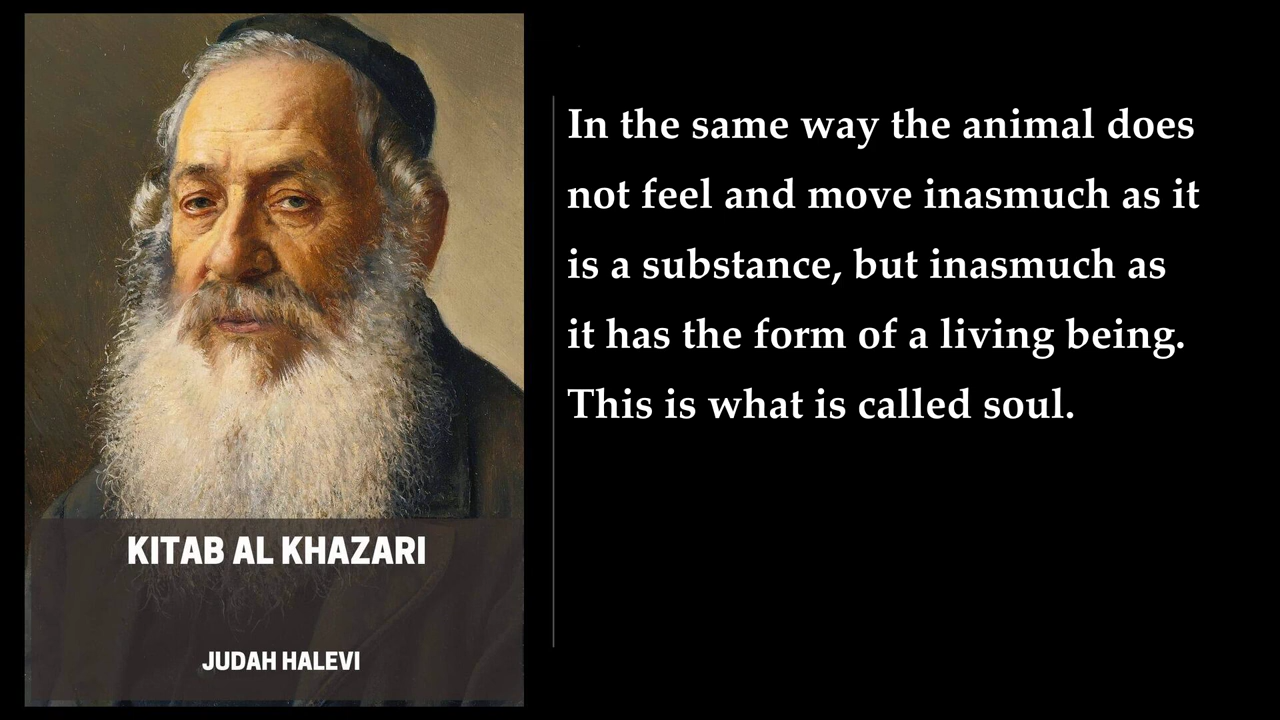 In the same way the animal does
not feel and move inasmuch as it
is a substance, but inasmuch as
it has the form of a living being.
This is what is called soul.
KITAB AL KHAZARI
JUDAH HALEVI